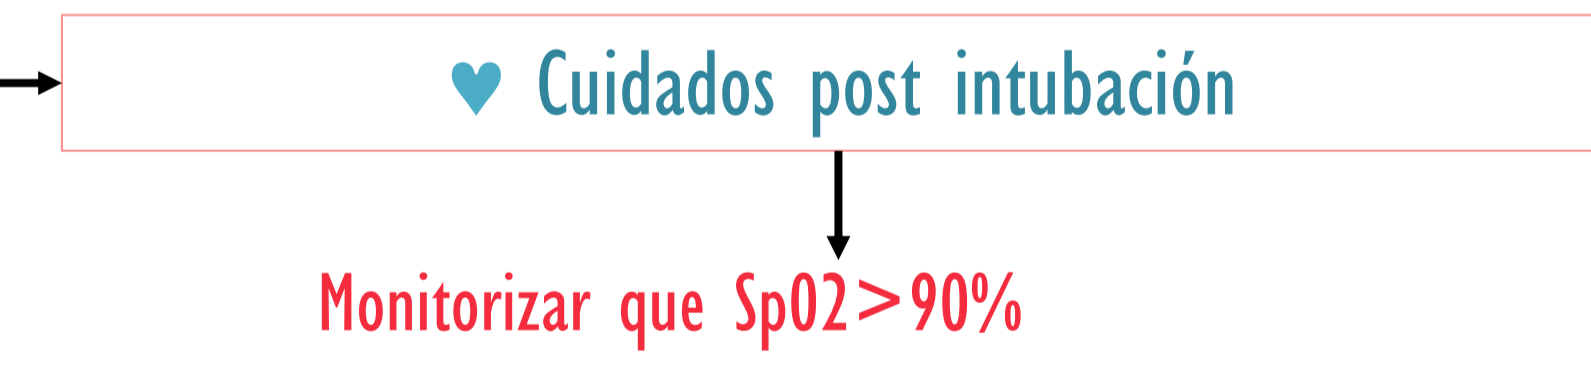 ♥ Cuidados post intubación
Monitorizar que Sp02>90%